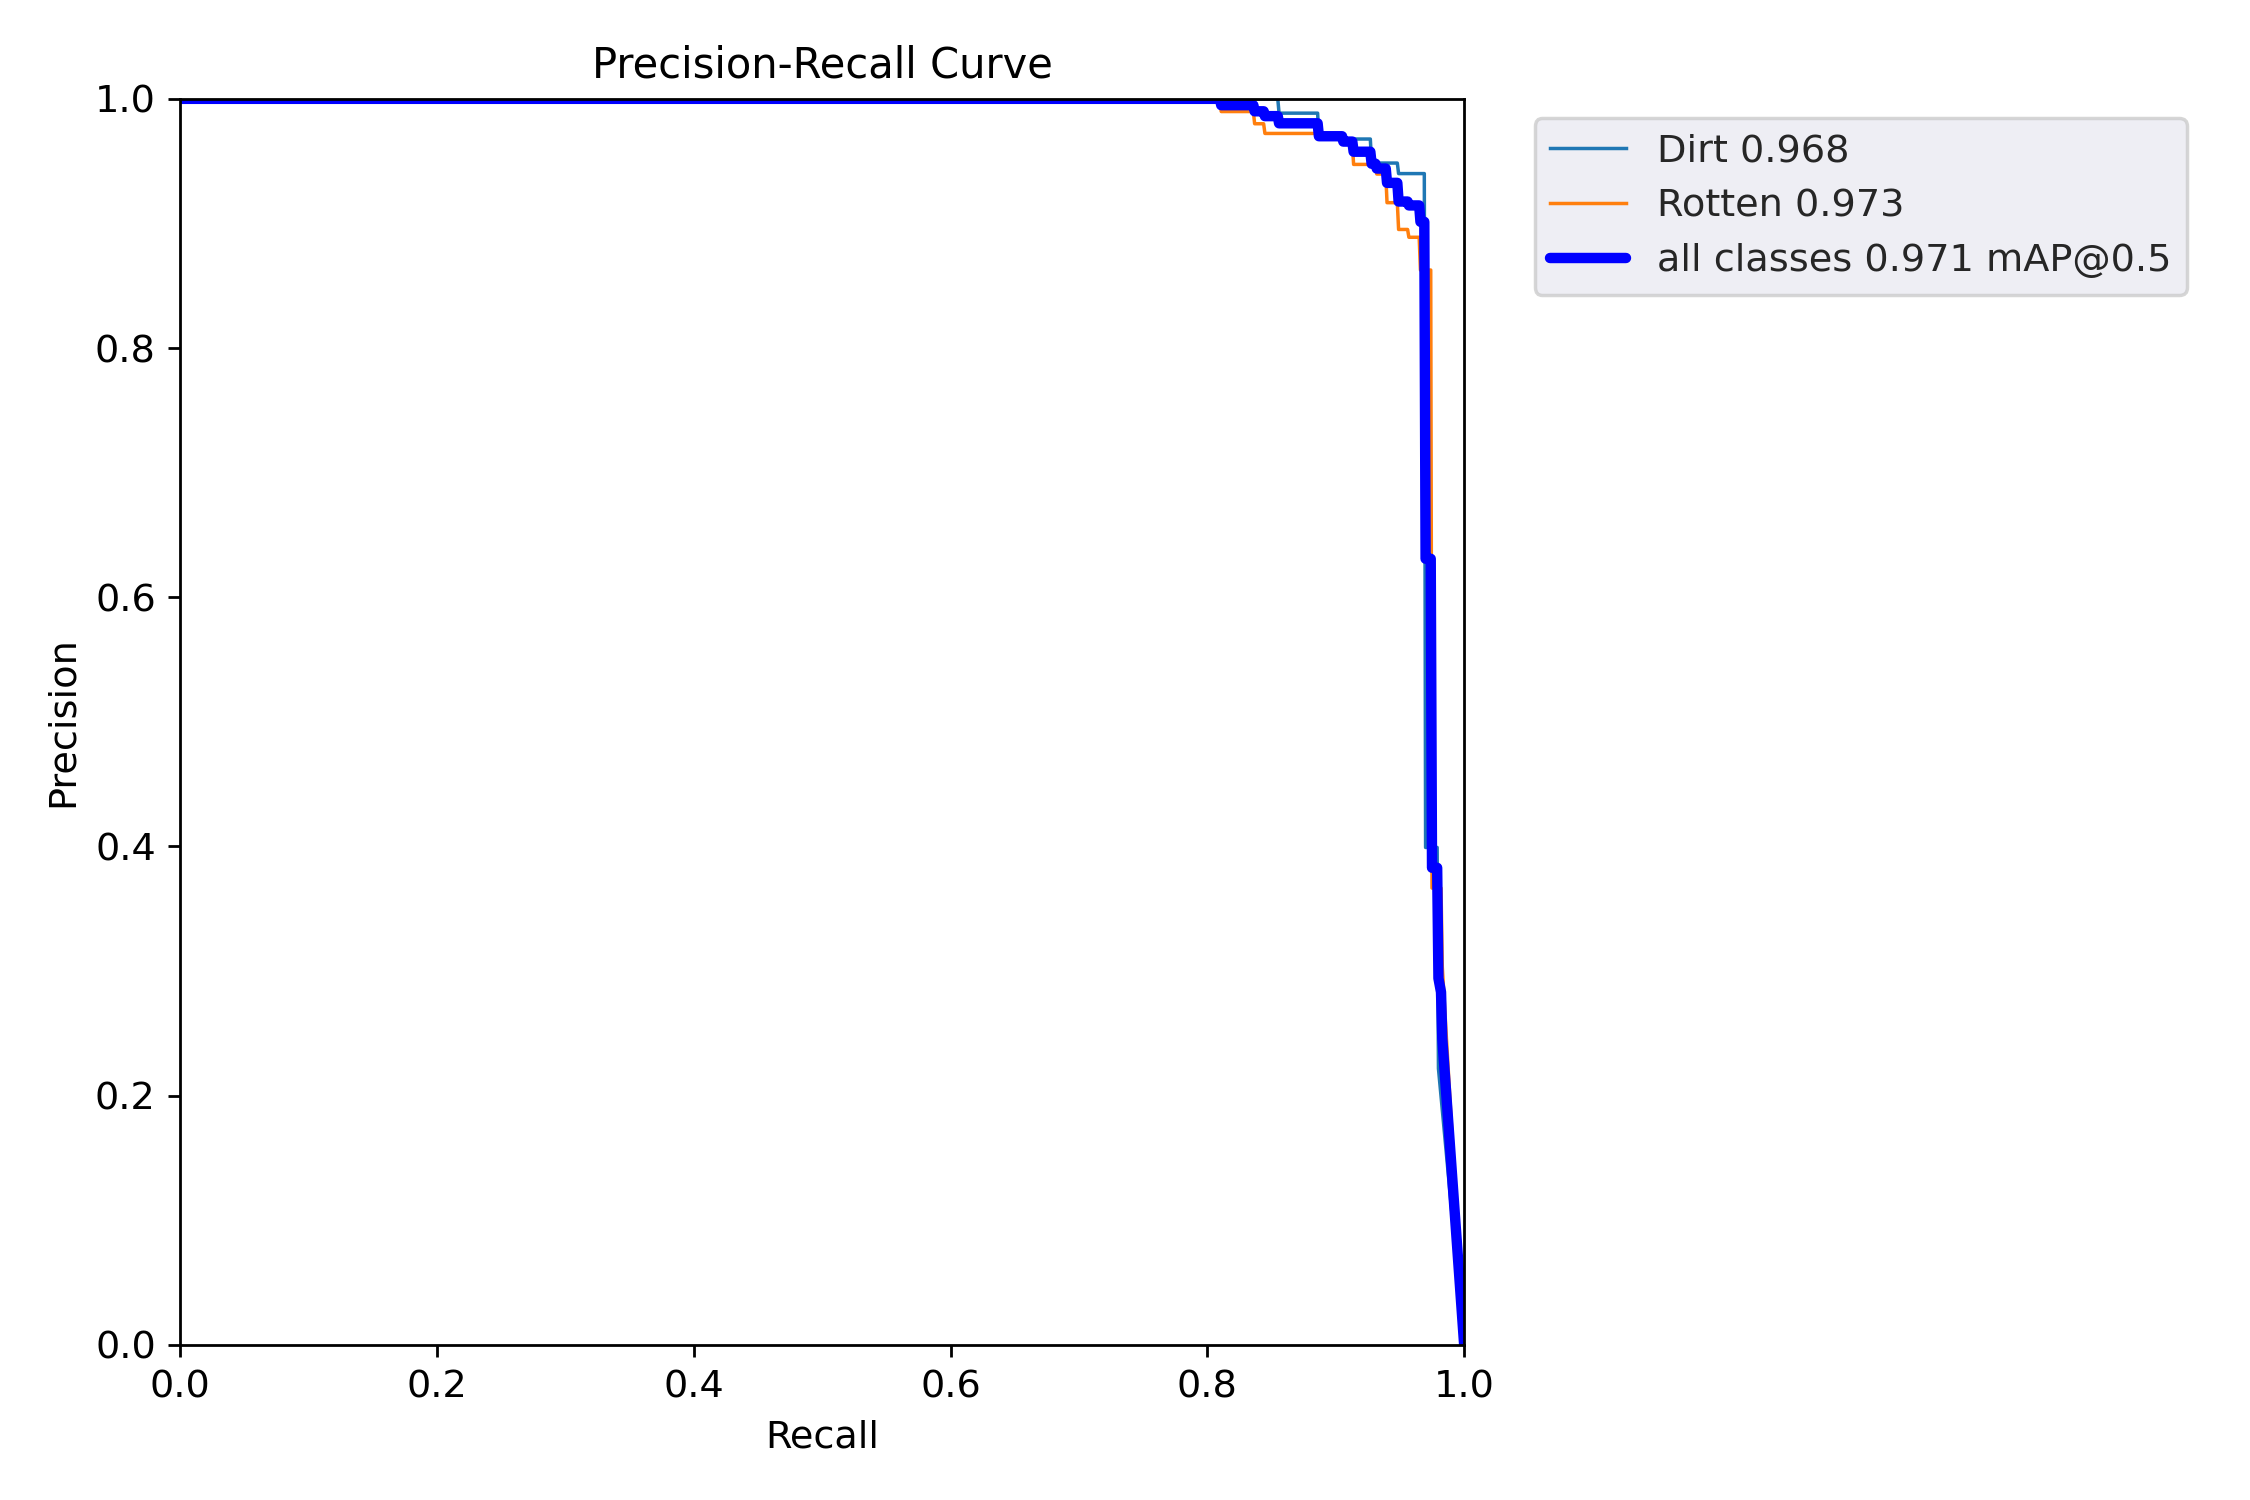 Precision-Recall Curve
1.0
0.8
0.6
0.4
0.2
0.0
Precision
0.0 0.2 0.4 0.6 0.8 1.0
Recall
Dirt 0.968
Rotten 0.973
all classes 0.971 mAP@0.5